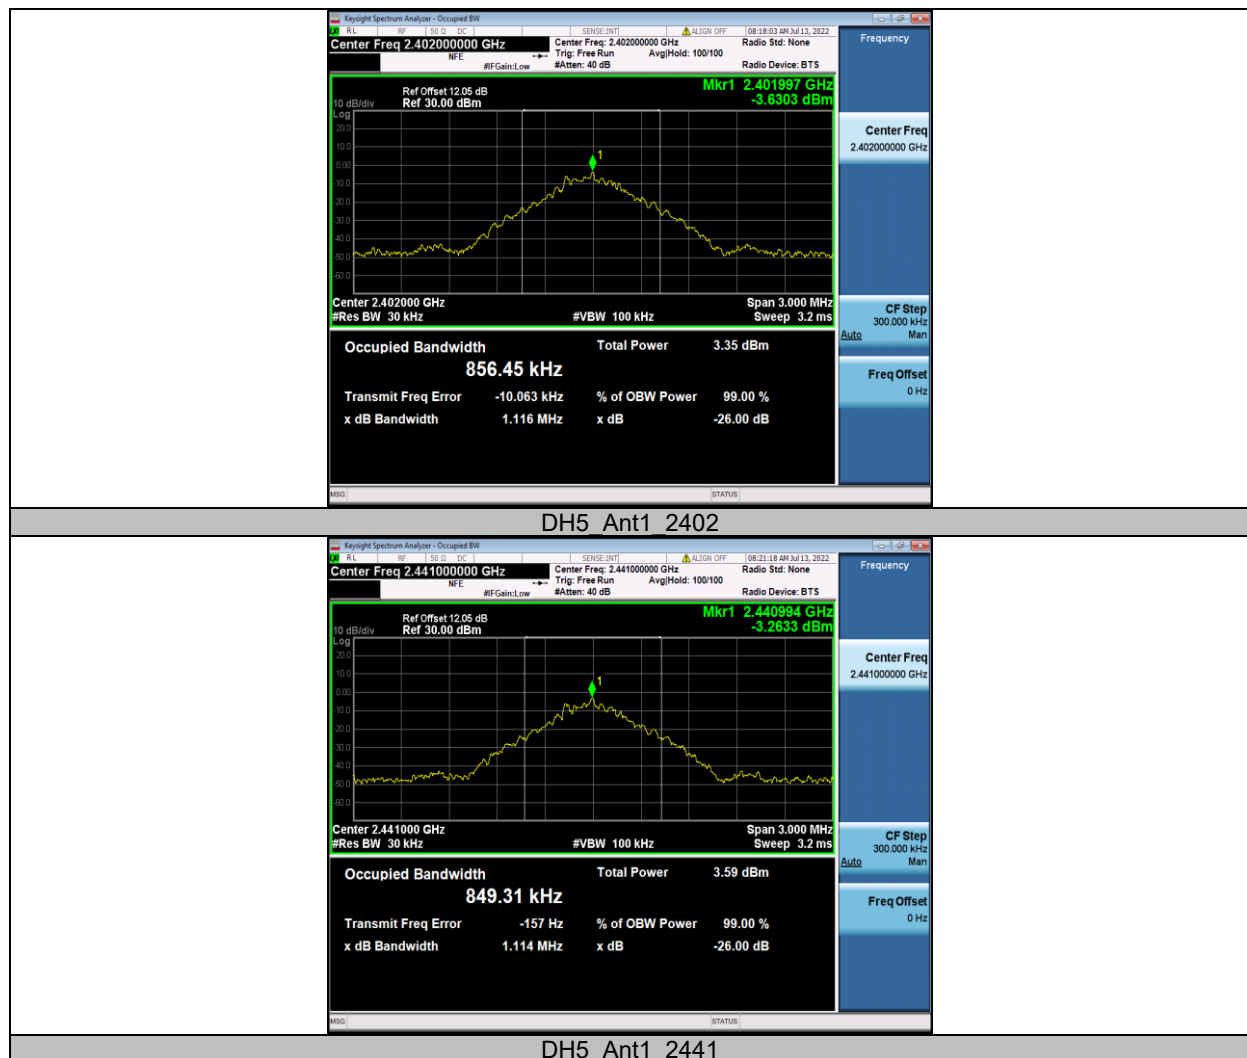 Keysight Spectrum Analyzer - Occupied BW
RL RF 50 Ω DC SENSE:INT ALIGN OFF 08:18:03 AM Jul 13, 2022
Center Freq 2.402000000 GHz Center Freq: 2.402000000 GHz Radio Std: None Frequency
NFE Trig: Free Run Avg|Hold: 100/100
#IFGain:Low #Atten: 40 dB Radio Device: BTS
Mkr1 2.401997 GHz
Ref Offset 12.05 dB -3.6303 dBm
10 dB/div Ref 30.00 dBm
Log
20.0
10.0
0.00
-10.0
-20.0
-30.0
-40.0
-50.0
-60.0
1
Center Freq
2.402000000 GHz
Center 2.402000 GHz Span 3.000 MHz
#Res BW 30 kHz #VBW 100 kHz Sweep 3.2 ms
CF Step
300.000 kHz
Auto Man
Occupied Bandwidth Total Power 3.35 dBm
856.45 kHz
Freq Offset
0 Hz
Transmit Freq Error -10.063 kHz % of OBW Power 99.00 %
x dB Bandwidth 1.116 MHz x dB -26.00 dB
MSG STATUS
DH5_Ant1_2402
Keysight Spectrum Analyzer - Occupied BW
RL RF 50 Ω DC SENSE:INT ALIGN OFF 08:21:18 AM Jul 13, 2022
Center Freq 2.441000000 GHz Center Freq: 2.441000000 GHz Radio Std: None Frequency
NFE Trig: Free Run Avg|Hold: 100/100
#IFGain:Low #Atten: 40 dB Radio Device: BTS
Mkr1 2.440994 GHz
Ref Offset 12.05 dB -3.2633 dBm
10 dB/div Ref 30.00 dBm
Log
20.0
10.0
0.00
-10.0
-20.0
-30.0
-40.0
-50.0
-60.0
1
Center Freq
2.441000000 GHz
Center 2.441000 GHz Span 3.000 MHz
#Res BW 30 kHz #VBW 100 kHz Sweep 3.2 ms
CF Step
300.000 kHz
Auto Man
Occupied Bandwidth Total Power 3.59 dBm
849.31 kHz
Freq Offset
0 Hz
Transmit Freq Error -157 Hz % of OBW Power 99.00 %
x dB Bandwidth 1.114 MHz x dB -26.00 dB
MSG STATUS
DH5_Ant1_2441